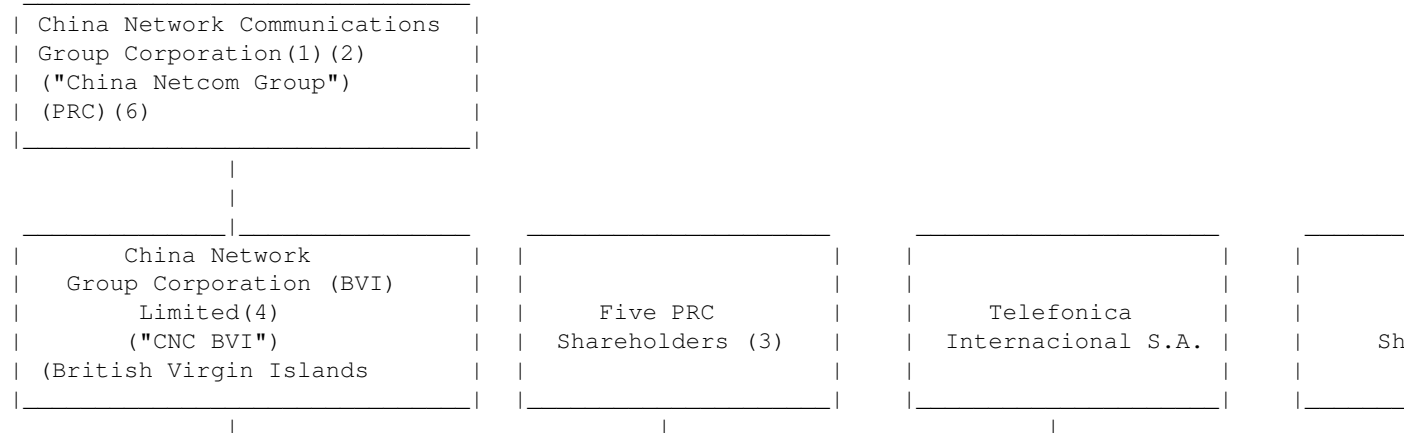 China Network Communications
Group Corporation(1)(2)
("China Netcom Group")
(PRC)(6)
China Network
Group Corporation (BVI)
Limited(4)
("CNC BVI")
(British Virgin Islands
Five PRC
Shareholders (3)
Telefonica
Internacional S.A.
Sh